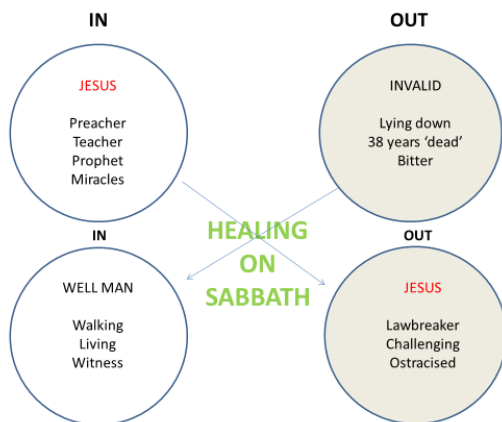 IN
OUT
JESUS
Preacher
Teacher
Prophet
Miracles
INVALID
Lying down
38 years ‘dead’
Bitter
HEALING
ON
SABBATH
IN
WELL MAN
Walking
Living
Witness
OUT
JESUS
Lawbreaker
Challenging
Ostracised